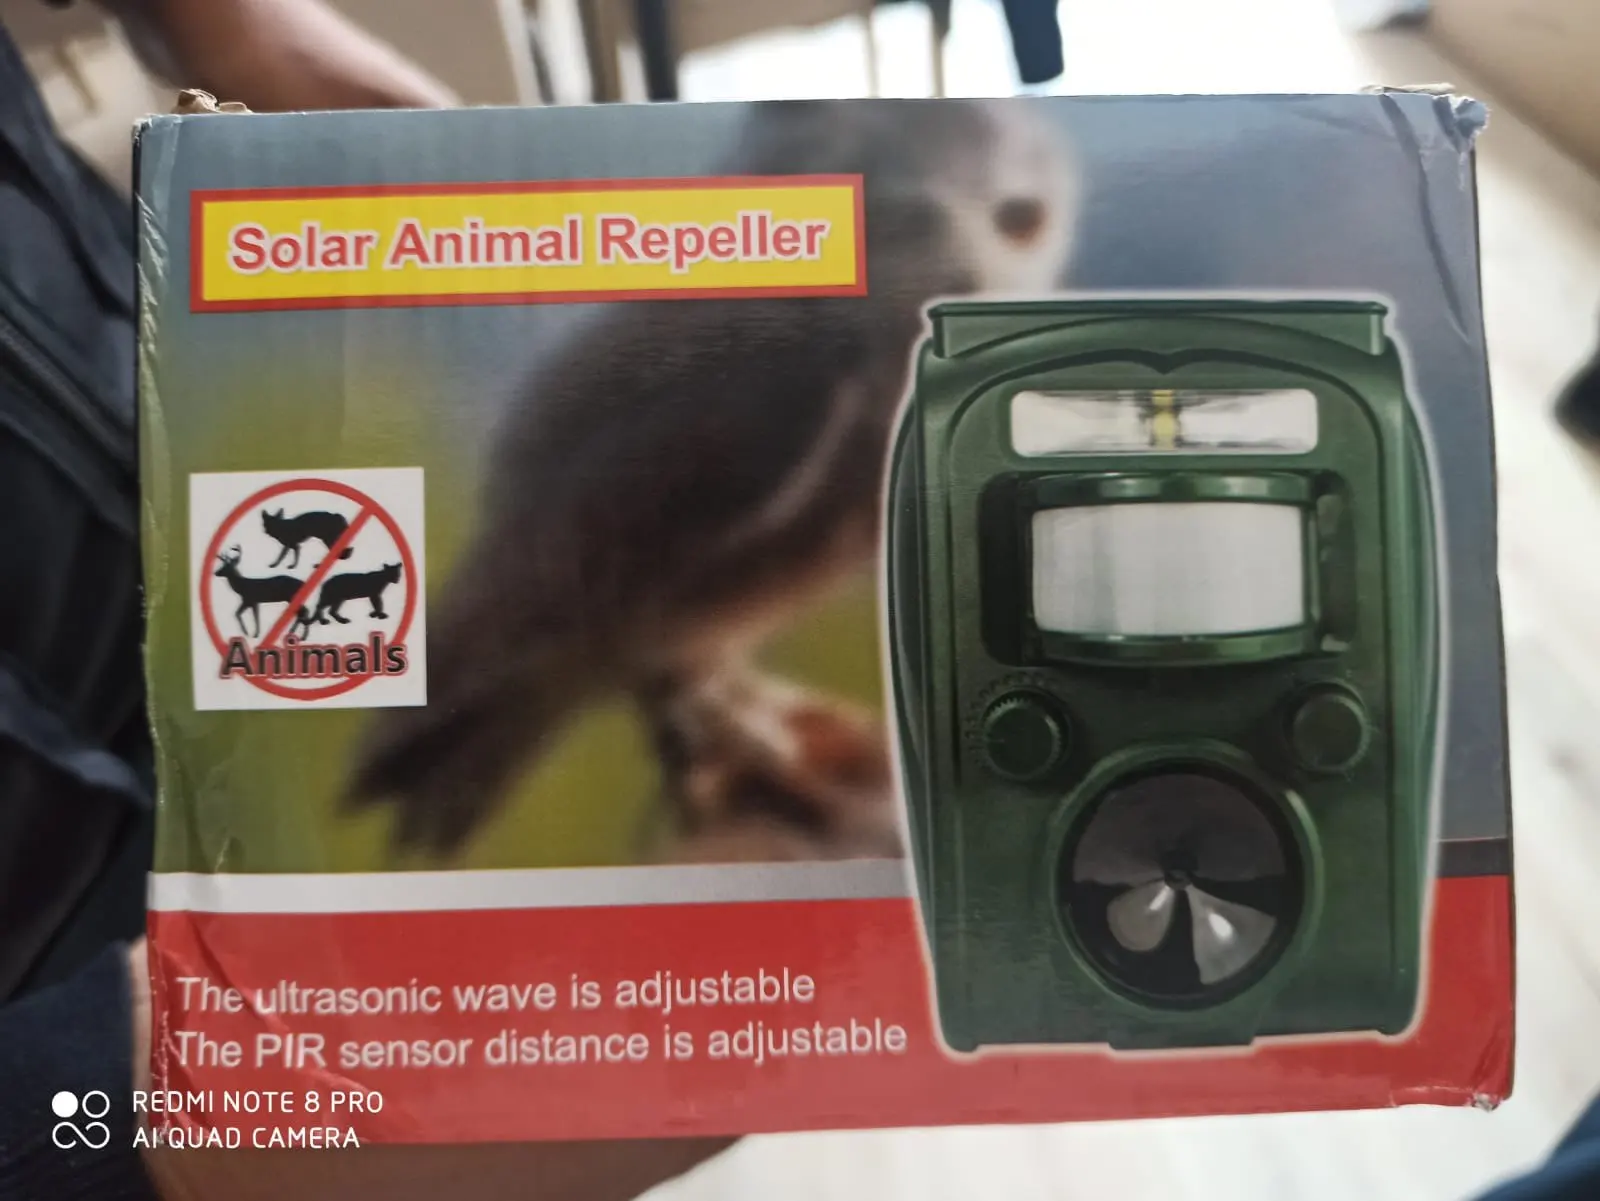 Solar Animal Repeller
Animals
The ultrasonic wave is adjustable
The PIR sensor distance is adjustable
REDMI NOTE 8 PRO
AI QUAD CAMERA